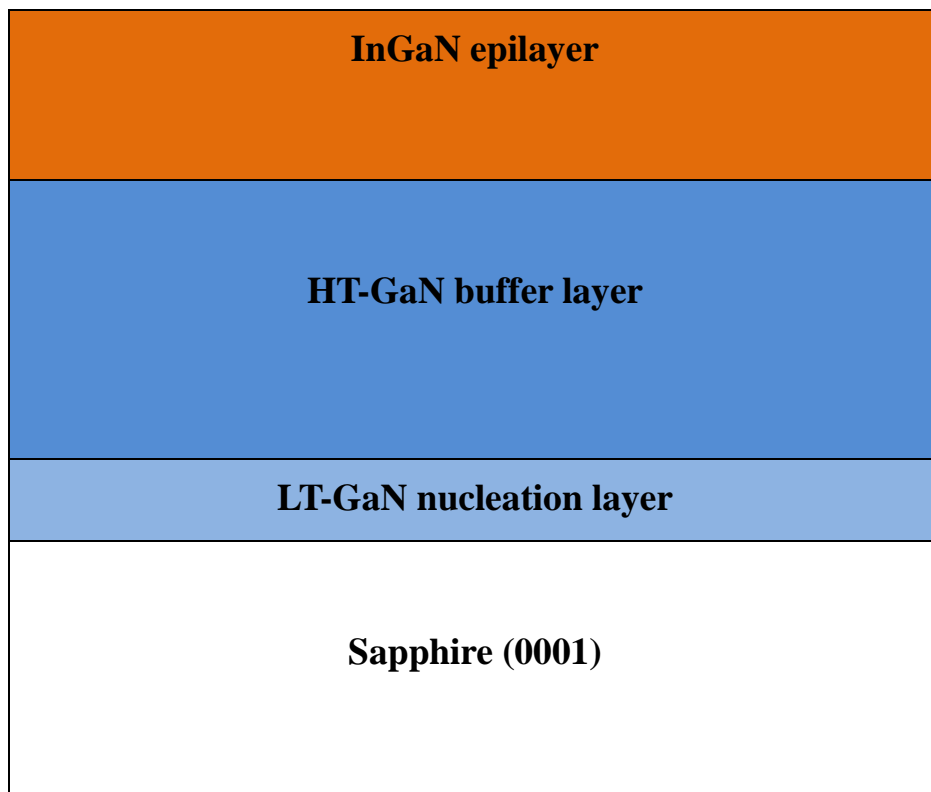 InGaN epilayer
HT-GaN buffer layer
LT-GaN nucleation layer
Sapphire (0001)